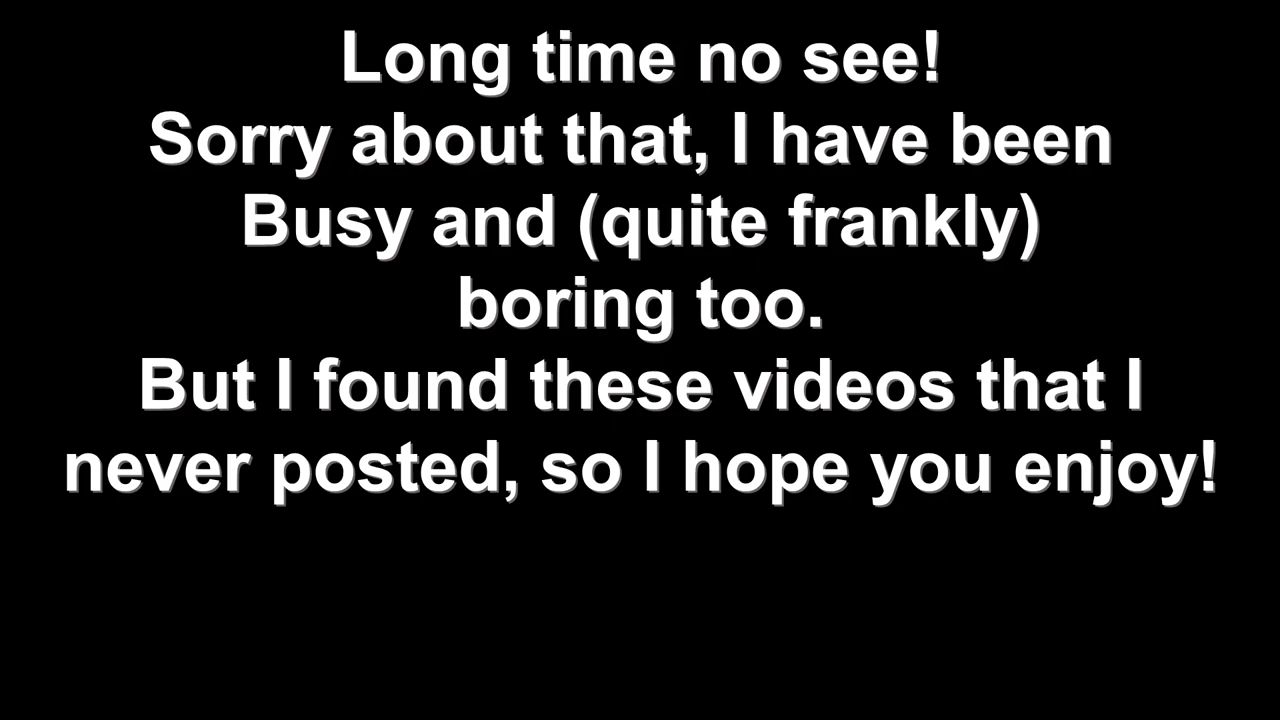 Long time no see!
Sorry about that, I have been
Busy and (quite frankly)
boring too.
But I found these videos that I
never posted, so I hope you enjoy!